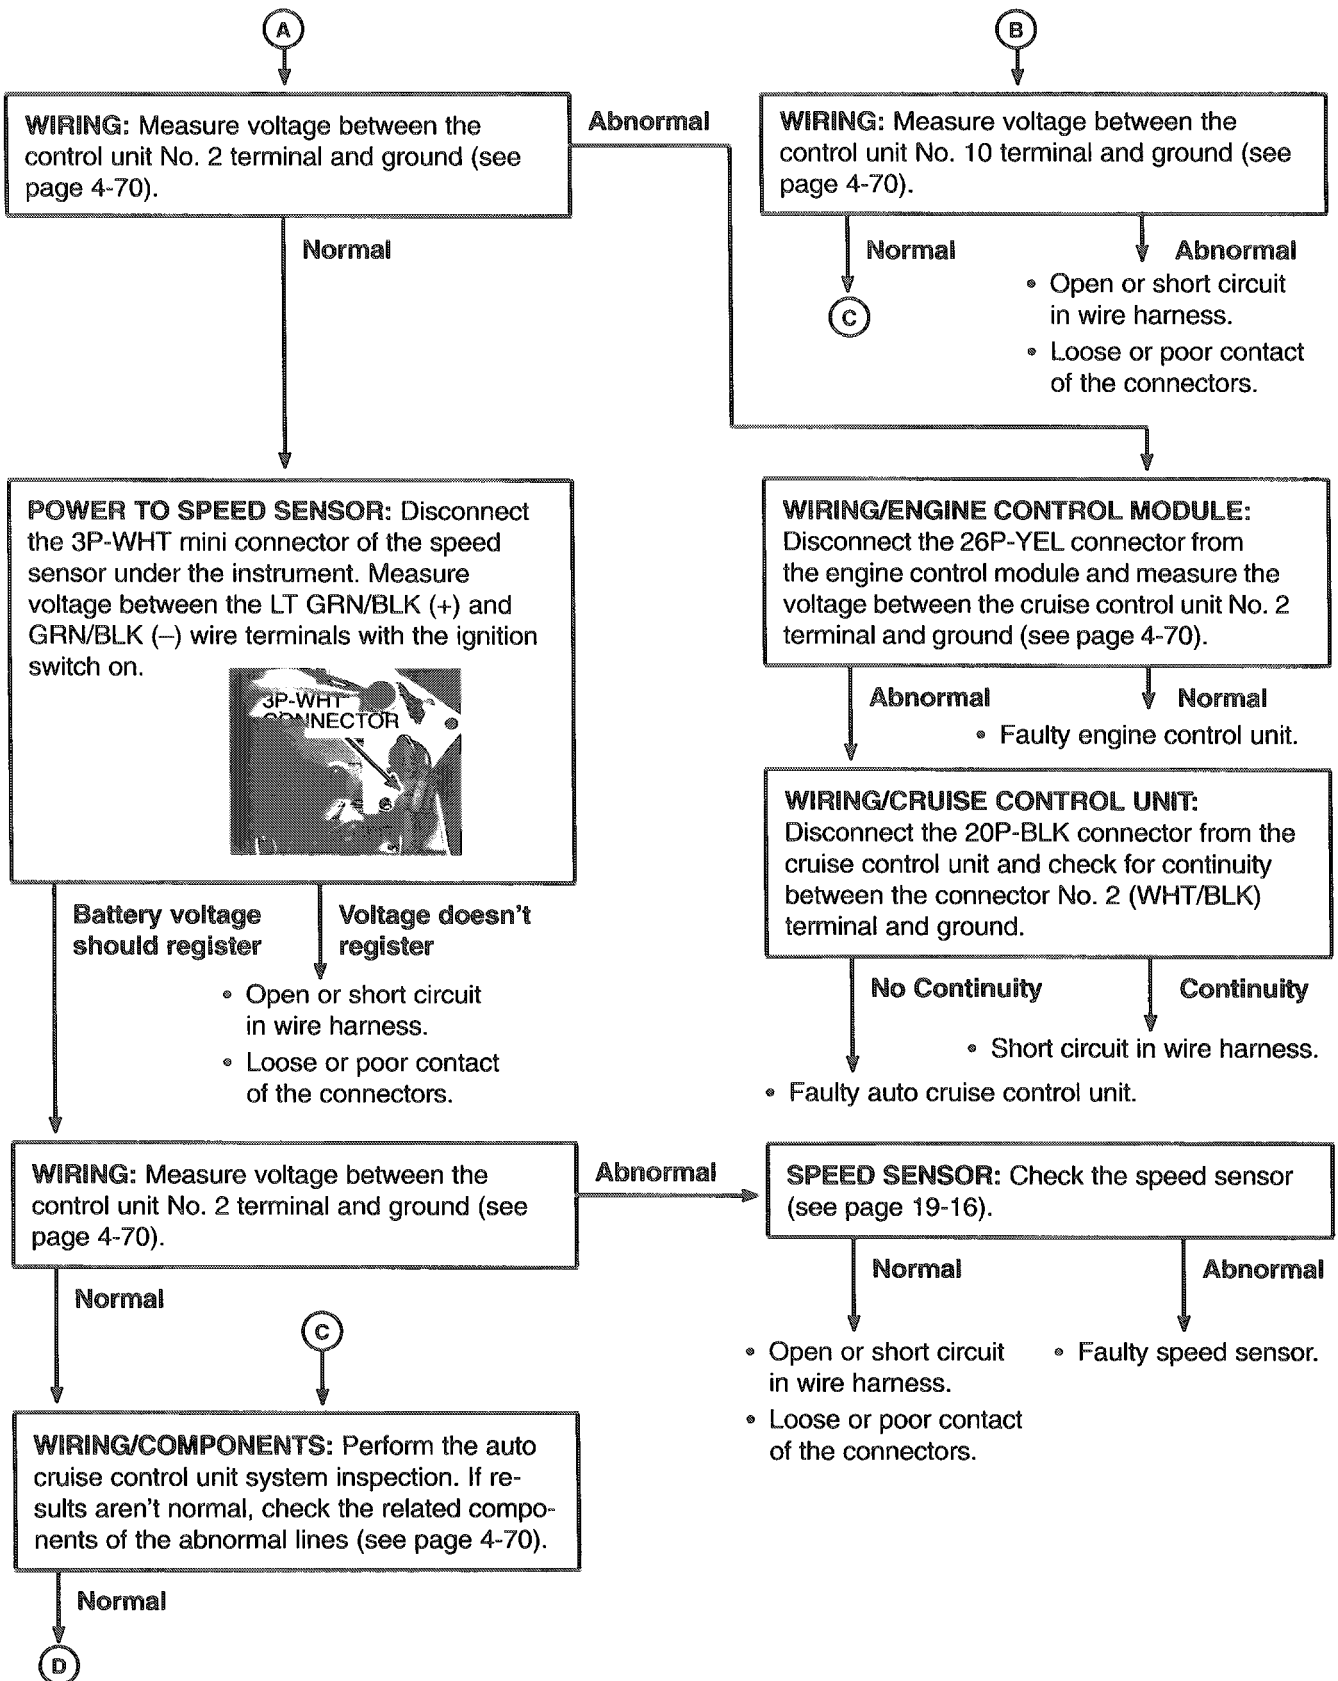 A
WIRING: Measure voltage between the
control unit No. 2 terminal and ground (see
page 4-70).
Abnormal
Normal
B
WIRING: Measure voltage between the
control unit No. 10 terminal and ground (see
page 4-70).
Normal
C
Abnormal
• Open or short circuit
in wire harness.
• Loose or poor contact
of the connectors.
POWER TO SPEED SENSOR: Disconnect
the 3P-WHT mini connector of the speed
sensor under the instrument. Measure
voltage between the LT GRN/BLK (+) and
GRN/BLK (–) wire terminals with the ignition
switch on.
3P-WHT
CONNECTOR
Battery voltage
should register
Voltage doesn't
register
• Open or short circuit
in wire harness.
• Loose or poor contact
of the connectors.
WIRING/ENGINE CONTROL MODULE:
Disconnect the 26P-YEL connector from
the engine control module and measure the
voltage between the cruise control unit No. 2
terminal and ground (see page 4-70).
Abnormal
Normal
• Faulty engine control unit.
WIRING/CRUISE CONTROL UNIT:
Disconnect the 20P-BLK connector from the
cruise control unit and check for continuity
between the connector No. 2 (WHT/BLK)
terminal and ground.
No Continuity
Continuity
• Short circuit in wire harness.
• Faulty auto cruise control unit.
WIRING: Measure voltage between the
control unit No. 2 terminal and ground (see
page 4-70).
Abnormal
Normal
SPEED SENSOR: Check the speed sensor
(see page 19-16).
Normal
Abnormal
• Open or short circuit
in wire harness.
• Loose or poor contact
of the connectors.
• Faulty speed sensor.
C
WIRING/COMPONENTS: Perform the auto
cruise control unit system inspection. If re-
sults aren't normal, check the related compo-
nents of the abnormal lines (see page 4-70).
Normal
D